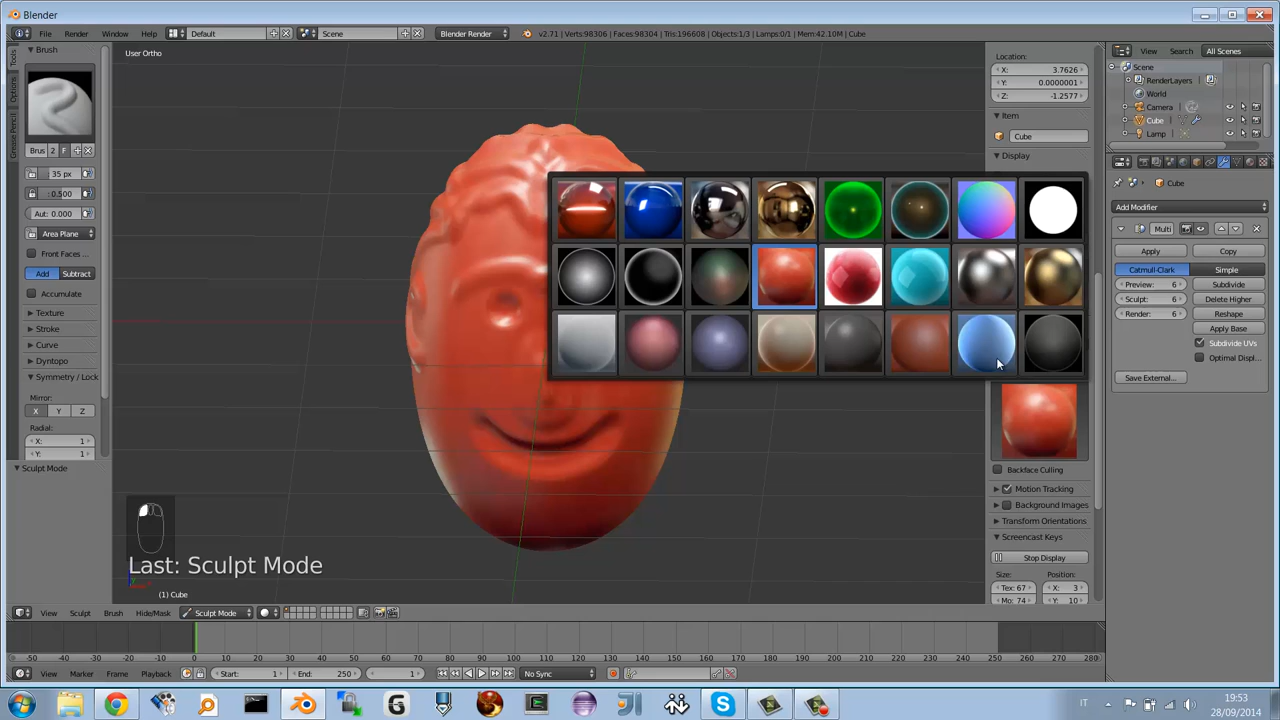 Blender
File Render Window Help Default Scene Blender Render v2.71 | Verts:98306 | Faces:98304 | Tris:196608 | Objects:1/3 | Lamps:0/1 | Mem:42.10M | Cube
View Search All Scenes
Tools
Options
Grease Pencil
Brush
Brus 2 F
35 px
: 0.500
Aut: 0.000
Area Plane
Front Faces ...
Add Subtract
Accumulate
Texture
Stroke
Curve
Dyntopo
Symmetry / Lock
Mirror:
X Y Z
Radial:
X: 1
Y: 1
Sculpt Mode
User Ortho
Last: Sculpt Mode
(1) Cube
Location:
X: 3.7626
Y: 0.0000001
Z: -1.2577
Item
Cube
Display
Backface Culling
Motion Tracking
Background Images
Transform Orientations
Screencast Keys
Stop Display
Size: Position:
Tex: 67 X: 3
Mo: 74 Y: 10
Scene
RenderLayers
World
Camera
Cube
Lamp
Cube
Add Modifier
Multi
Apply Copy
Catmull-Clark Simple
Preview: 6 Subdivide
Sculpt: 6 Delete Higher
Render: 6 Reshape
Apply Base
Subdivide UVs
Optimal Displ...
Save External...
View Sculpt Brush Hide/Mask Sculpt Mode
-50 -40 -30 -20 -10 0 10 20 30 40 50 60 70 80 90 100 110 120 130 140 150 160 170 180 190 200 210 220 230 240 250 260 270 280
View Marker Frame Playback Start: 1 End: 250 1 No Sync
IT 19:53
28/09/2014